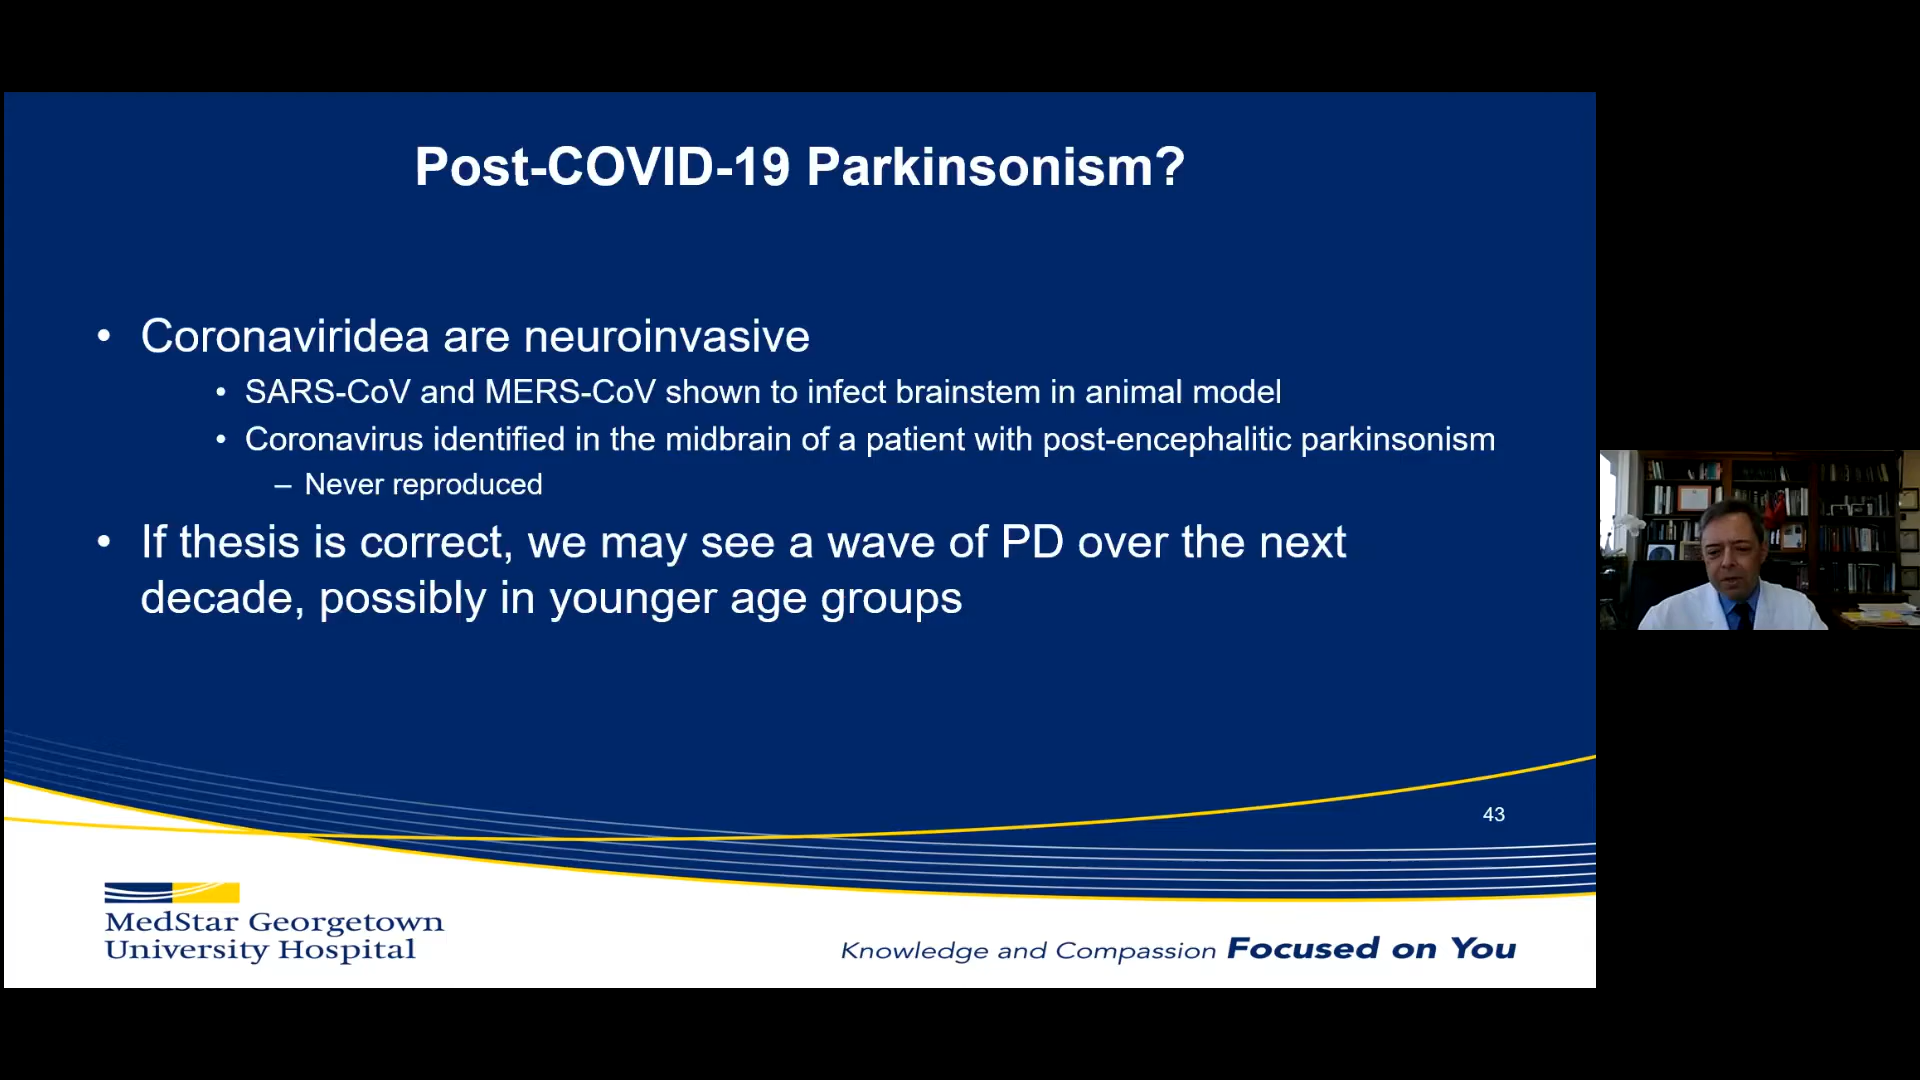 Post-COVID-19 Parkinsonism?
• Coronaviridea are neuroinvasive
• SARS-CoV and MERS-CoV shown to infect brainstem in animal model
• Coronavirus identified in the midbrain of a patient with post-encephalitic parkinsonism
– Never reproduced
• If thesis is correct, we may see a wave of PD over the next
decade, possibly in younger age groups
43
MedStar Georgetown
University Hospital
Knowledge and Compassion Focused on You